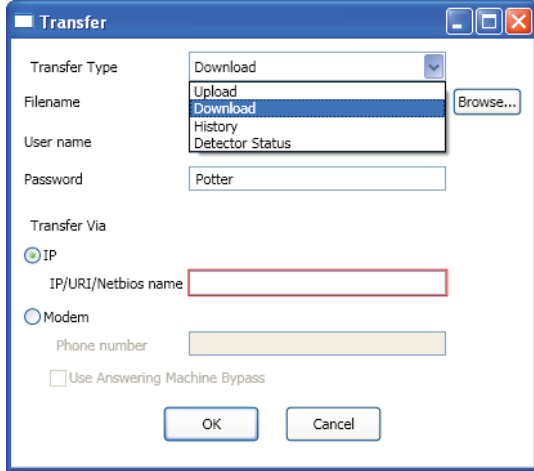 Transfer
Transfer Type Download
Upload
Filename Download Browse...
History
User name Detector Status
Password Potter
Transfer Via
IP
IP/URI/Netbios name
Modem
Phone number
Use Answering Machine Bypass
OK Cancel